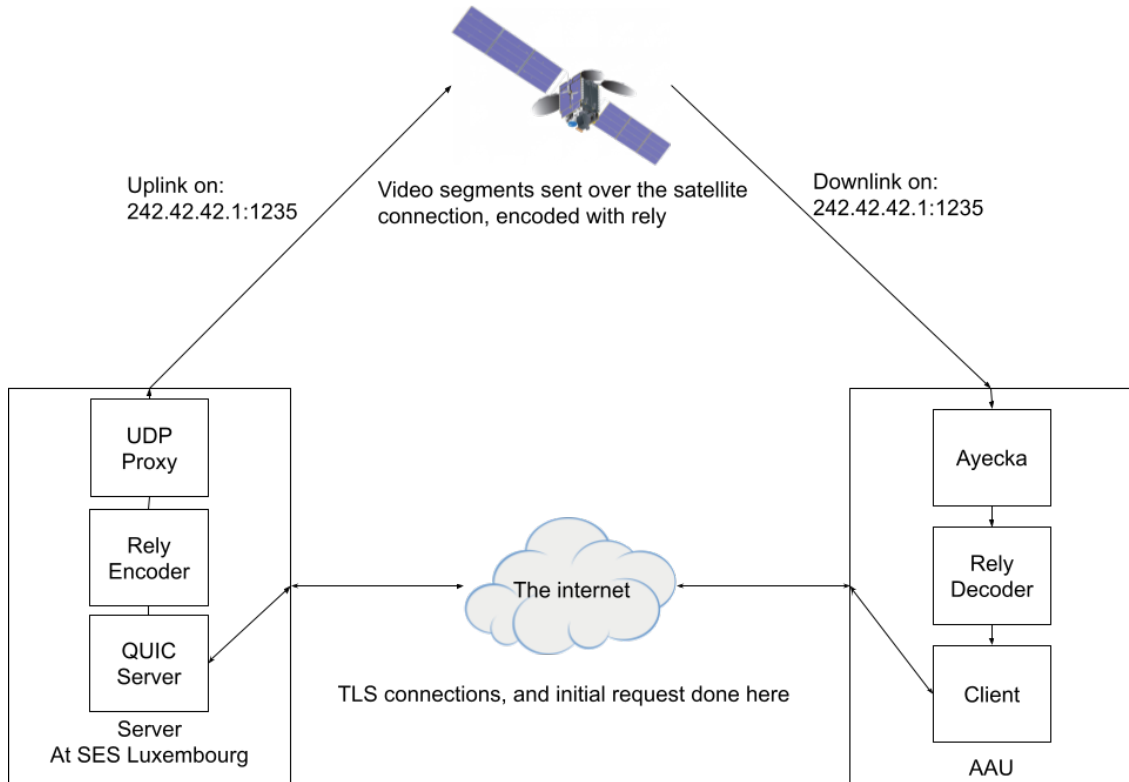 Uplink on:
242.42.42.1:1235
Video segments sent over the satellite
connection, encoded with rely
Downlink on:
242.42.42.1:1235
UDP
Proxy
Rely
Encoder
QUIC
Server
Server
At SES Luxembourg
The internet
TLS connections, and initial request done here
Ayecka
Rely
Decoder
Client
AAU